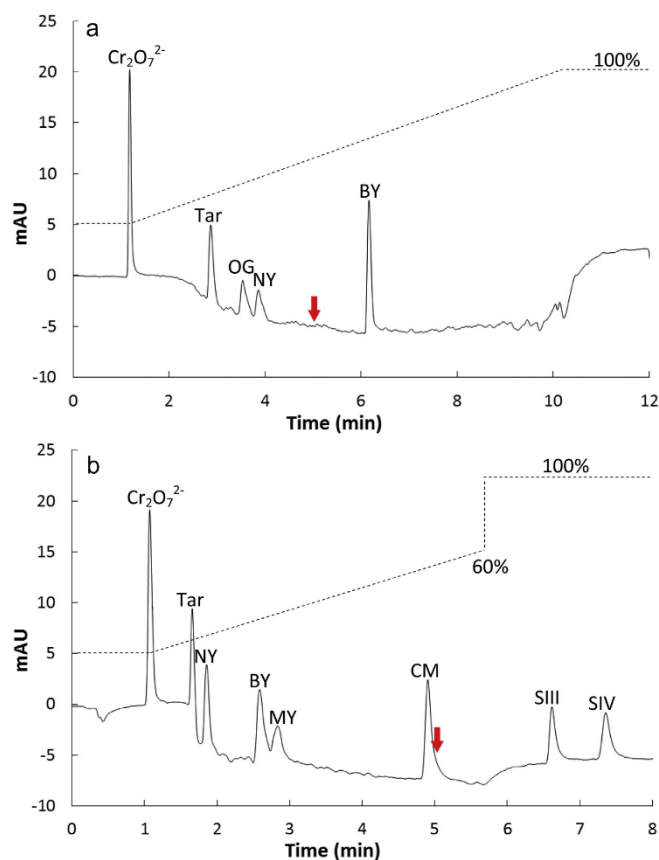 a
Cr₂O₇²⁻
100%
Tar
OG
NY
BY
mAU
25
20
15
10
5
0
-5
-10
0 2 4 6 8 10 12
Time (min)
b
Cr₂O₇²⁻
100%
60%
Tar
NY
BY
MY
CM
SIII
SIV
mAU
25
20
15
10
5
0
-5
-10
0 1 2 3 4 5 6 7 8
Time (min)